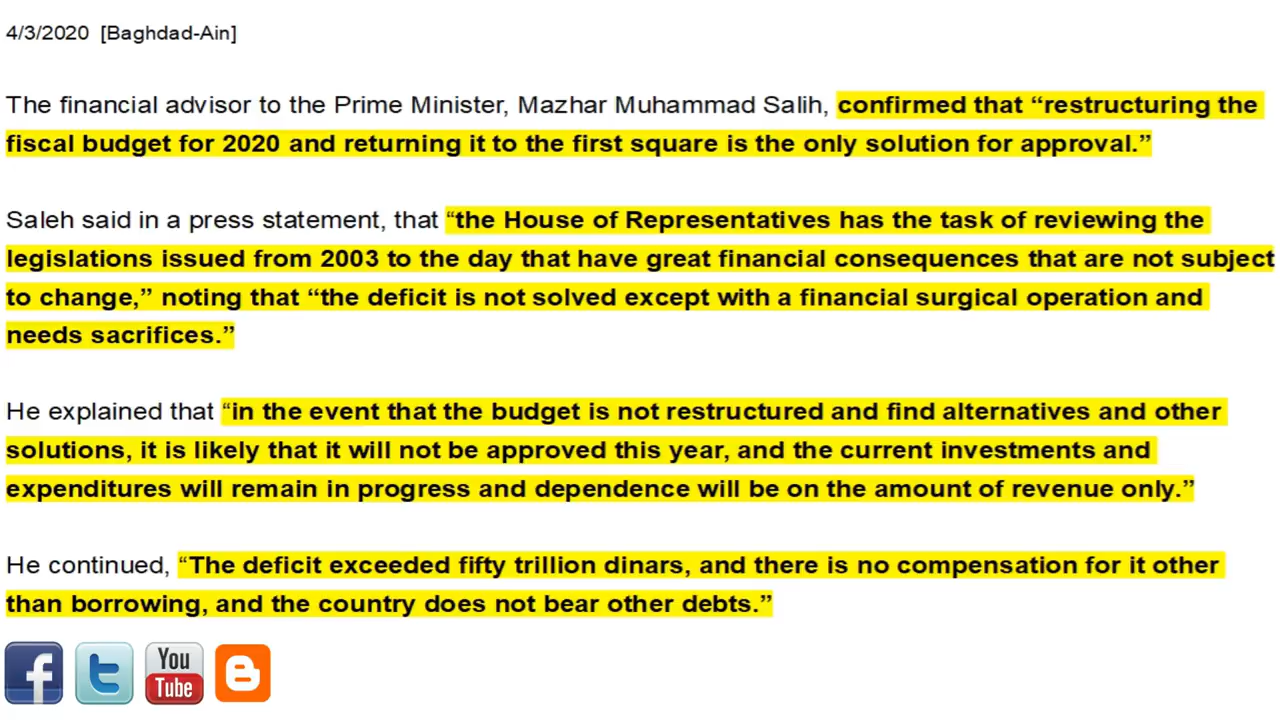 4/3/2020  [Baghdad-Ain]
The financial advisor to the Prime Minister, Mazhar Muhammad Salih, confirmed that “restructuring the
fiscal budget for 2020 and returning it to the first square is the only solution for approval.”
Saleh said in a press statement, that “the House of Representatives has the task of reviewing the
legislations issued from 2003 to the day that have great financial consequences that are not subject
to change,” noting that “the deficit is not solved except with a financial surgical operation and
needs sacrifices.”
He explained that “in the event that the budget is not restructured and find alternatives and other
solutions, it is likely that it will not be approved this year, and the current investments and
expenditures will remain in progress and dependence will be on the amount of revenue only.”
He continued, “The deficit exceeded fifty trillion dinars, and there is no compensation for it other
than borrowing, and the country does not bear other debts.”
f t You B
Tube